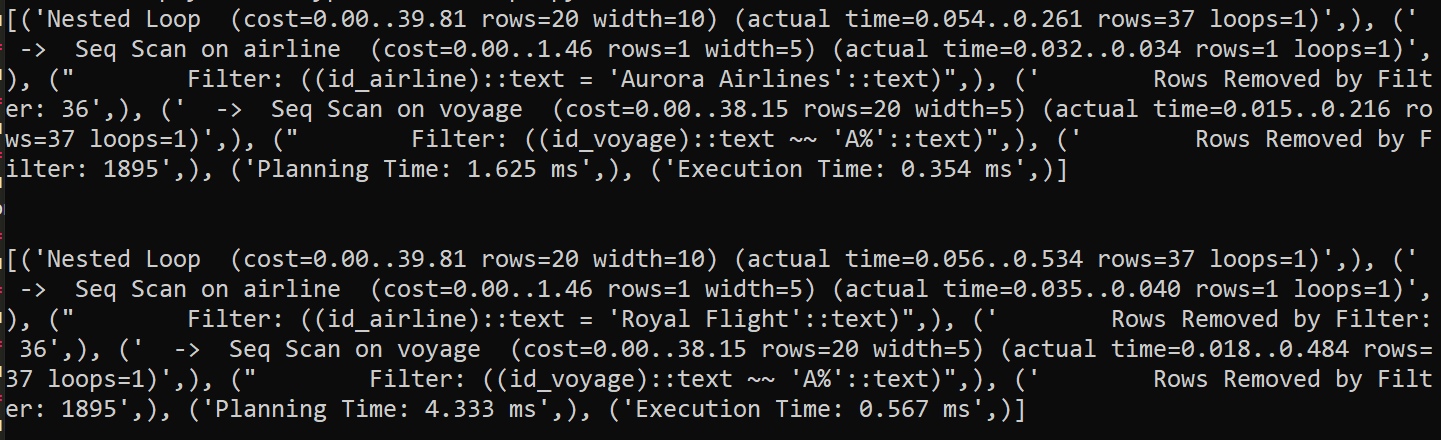 [('Nested Loop  (cost=0.00..39.81 rows=20 width=10) (actual time=0.054..0.261 rows=37 loops=1)',), ('
 ->  Seq Scan on airline  (cost=0.00..1.46 rows=1 width=5) (actual time=0.032..0.034 rows=1 loops=1)',
), ("        Filter: ((id_airline)::text = 'Aurora Airlines'::text)",), ('        Rows Removed by Filt
er: 36',), ('  ->  Seq Scan on voyage  (cost=0.00..38.15 rows=20 width=5) (actual time=0.015..0.216 ro
ws=37 loops=1)',), ("        Filter: ((id_voyage)::text ~~ 'A%'::text)",), ('        Rows Removed by F
ilter: 1895',), ('Planning Time: 1.625 ms',), ('Execution Time: 0.354 ms',)]
[('Nested Loop  (cost=0.00..39.81 rows=20 width=10) (actual time=0.056..0.534 rows=37 loops=1)',), ('
 ->  Seq Scan on airline  (cost=0.00..1.46 rows=1 width=5) (actual time=0.035..0.040 rows=1 loops=1)',
), ("        Filter: ((id_airline)::text = 'Royal Flight'::text)",), ('        Rows Removed by Filter:
 36',), ('  ->  Seq Scan on voyage  (cost=0.00..38.15 rows=20 width=5) (actual time=0.018..0.484 rows=
37 loops=1)',), ("        Filter: ((id_voyage)::text ~~ 'A%'::text)",), ('        Rows Removed by Filt
er: 1895',), ('Planning Time: 4.333 ms',), ('Execution Time: 0.567 ms',)]